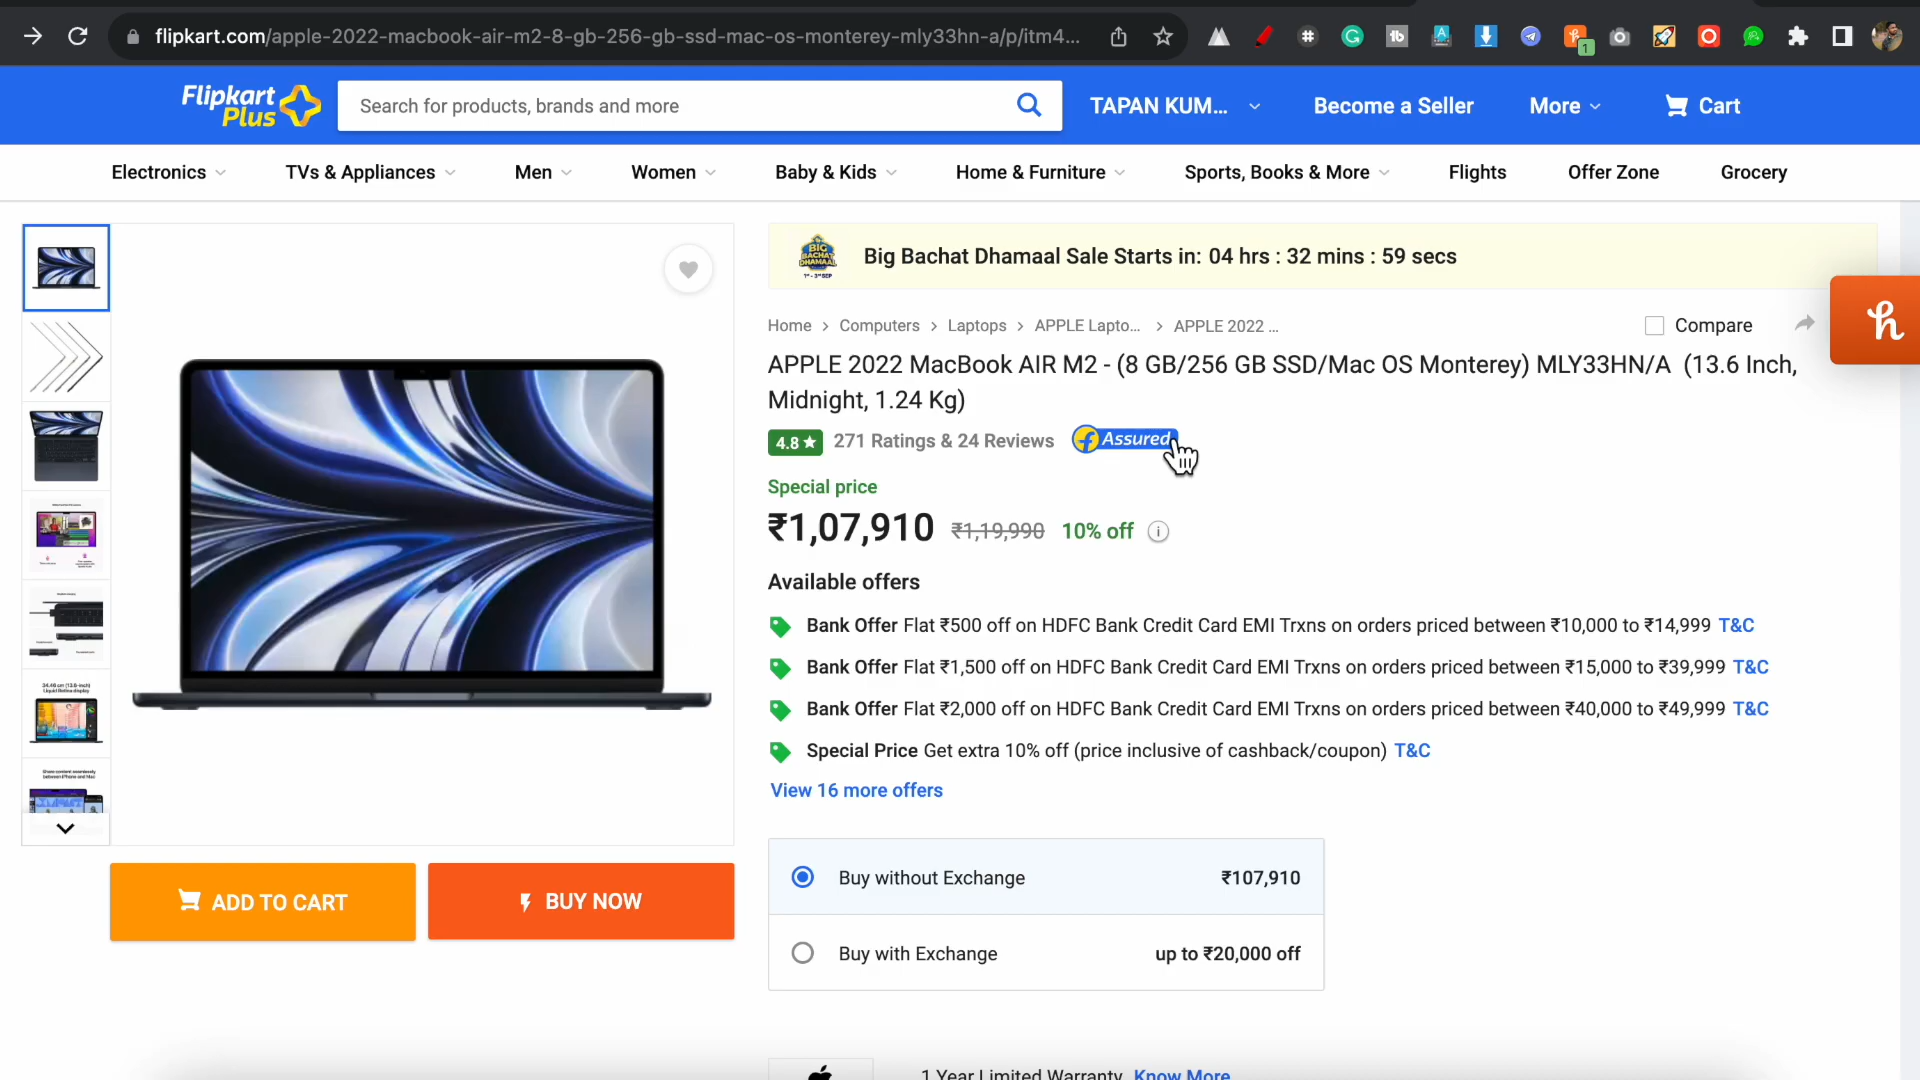 flipkart.com/apple-2022-macbook-air-m2-8-gb-256-gb-ssd-mac-os-monterey-mly33hn-a/p/itm4...
1
Flipkart
Plus
Search for products, brands and more
TAPAN KUM...
Become a Seller
More
Cart
Electronics
TVs & Appliances
Men
Women
Baby & Kids
Home & Furniture
Sports, Books & More
Flights
Offer Zone
Grocery
BIG
BACHAT
DHAMAAL
Big Bachat Dhamaal Sale Starts in: 04 hrs : 32 mins : 59 secs
Home > Computers > Laptops > APPLE Lapto... > APPLE 2022 ...
Compare
APPLE 2022 MacBook AIR M2 - (8 GB/256 GB SSD/Mac OS Monterey) MLY33HN/A (13.6 Inch,
Midnight, 1.24 Kg)
4.8★ 271 Ratings & 24 Reviews
Assured
Special price
₹1,07,910 ₹1,19,990 10% off
Available offers
Bank Offer Flat ₹500 off on HDFC Bank Credit Card EMI Trxns on orders priced between ₹10,000 to ₹14,999 T&C
Bank Offer Flat ₹1,500 off on HDFC Bank Credit Card EMI Trxns on orders priced between ₹15,000 to ₹39,999 T&C
Bank Offer Flat ₹2,000 off on HDFC Bank Credit Card EMI Trxns on orders priced between ₹40,000 to ₹49,999 T&C
Special Price Get extra 10% off (price inclusive of cashback/coupon) T&C
View 16 more offers
Buy without Exchange ₹107,910
Buy with Exchange up to ₹20,000 off
ADD TO CART
BUY NOW
1 Year Limited Warranty Know More